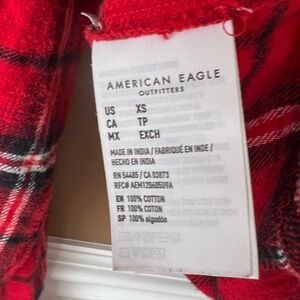 AMERICAN EAGLE
OUTFITTERS
US XS
CA TP
MX EXCH
MADE IN INDIA / FABRIQUÉ EN INDE /
HECHO EN INDIA
RN 54485 / CA 03873
RFC# AEM120605U9A
EN 100% COTTON
FR 100% COTON
SP 100% algodón